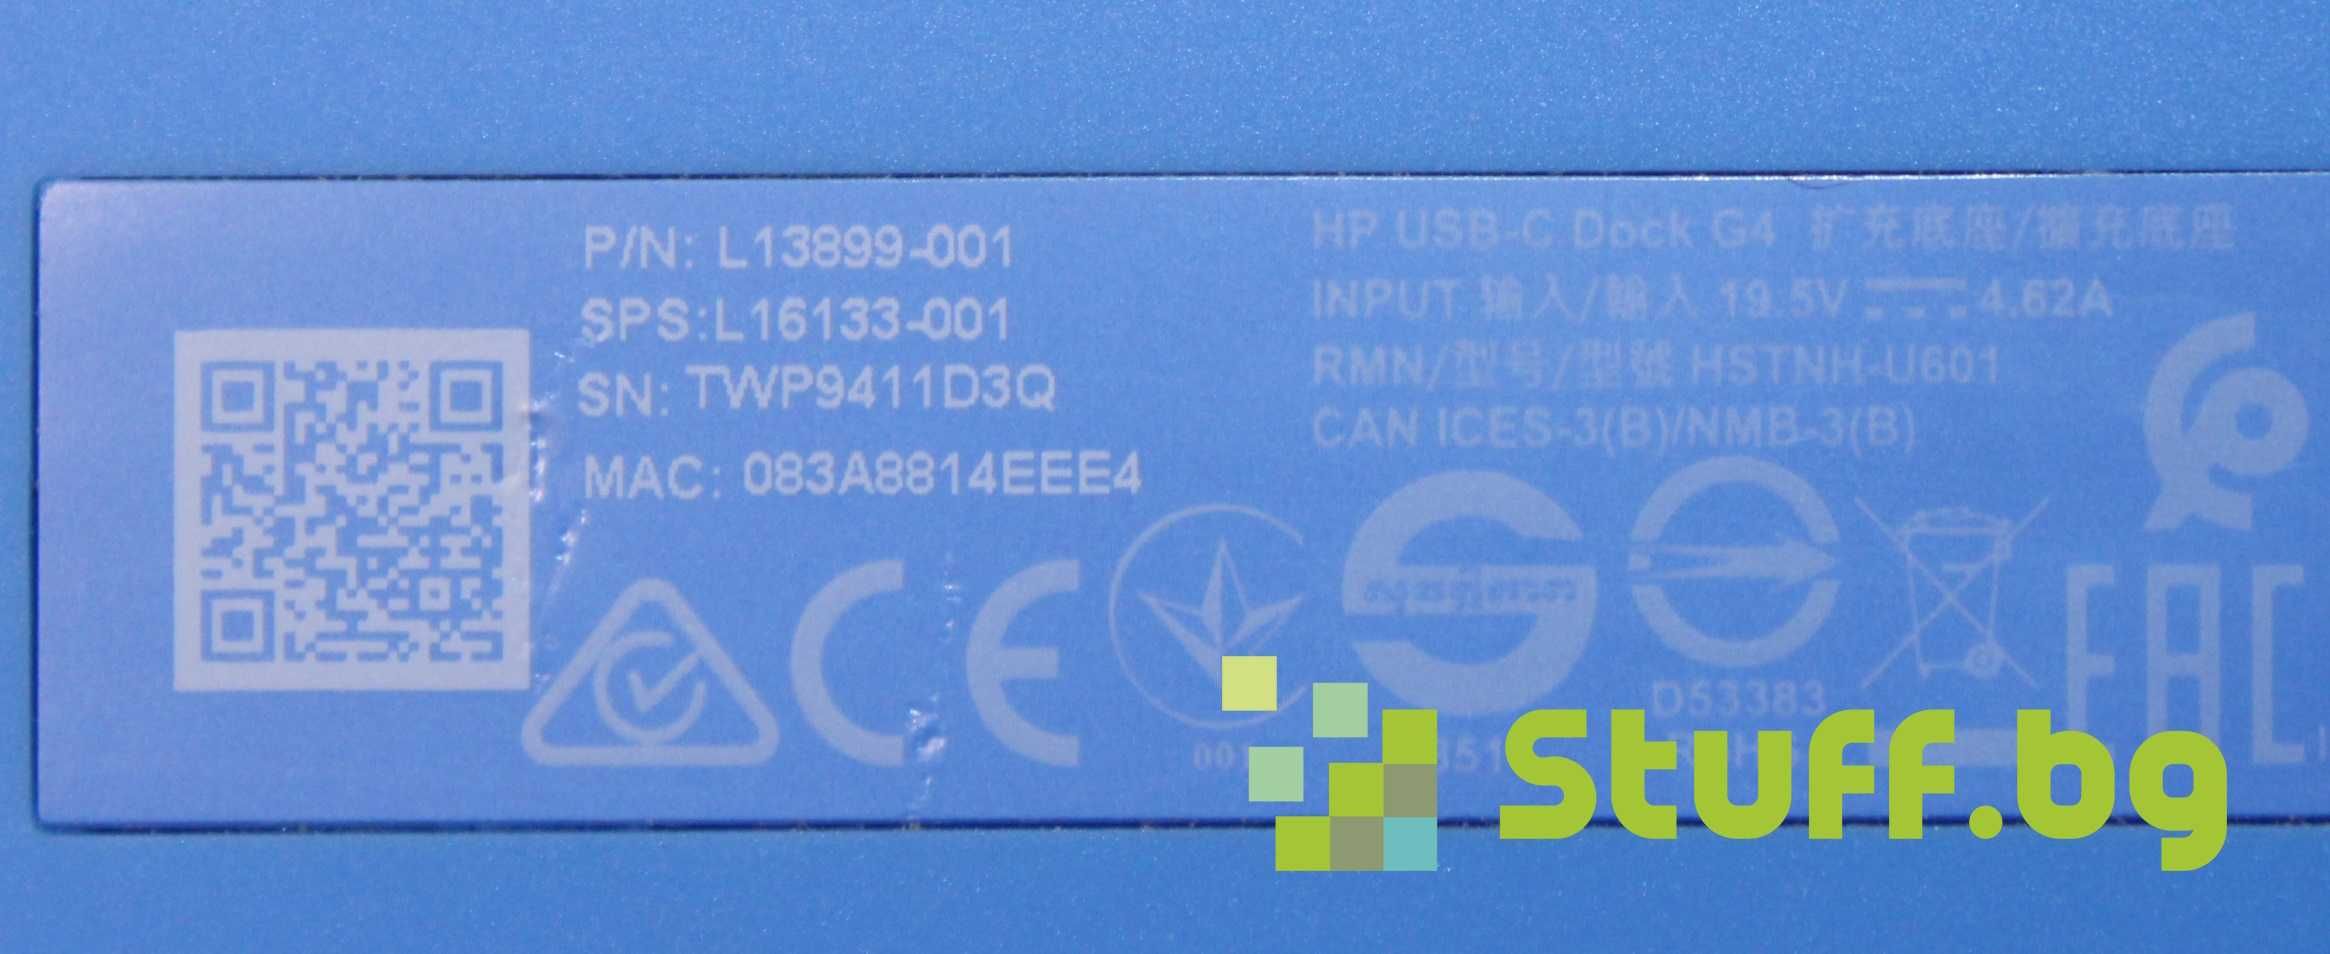 P/N: L13899-001
SPS:L16133-001
SN: TWP9411D3Q
MAC: 083A8814EEE4
HP USB-C Dock G4 扩充底座/擴充底座
INPUT 输入/輸入 19.5V 4.62A
RMN/型号/型號 HSTNH-U601
CAN ICES-3(B)/NMB-3(B)
CE
EAC
D53383
Stuff.bg